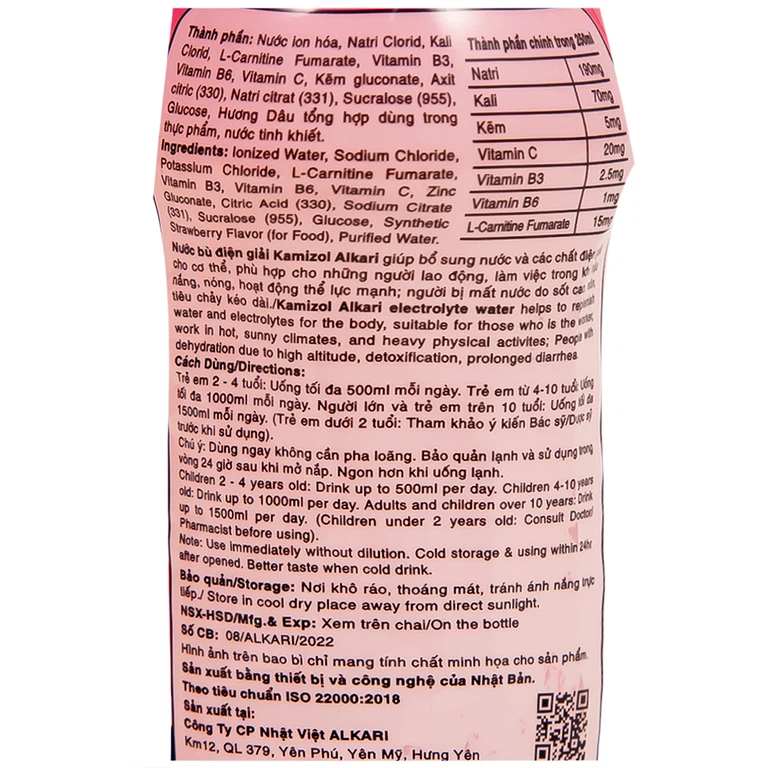 Thành phần: Nước ion hóa, Natri Clorid, Kali
Clorid, L-Carnitine Fumarate, Vitamin B3,
Vitamin B6, Vitamin C, Kẽm gluconate, Axit
citric (330), Natri citrat (331), Sucralose (955),
Glucose, Hương Dâu tổng hợp dùng trong
thực phẩm, nước tinh khiết.
Ingredients: Ionized Water, Sodium Chloride,
Potassium Chloride, L-Carnitine Fumarate,
Vitamin B3, Vitamin B6, Vitamin C, Zinc
Gluconate, Citric Acid (330), Sodium Citrate
(331), Sucralose (955), Glucose, Synthetic
Strawberry Flavor (for Food), Purified Water.
Thành phần chính trong 250ml
Natri 190mg
Kali 70mg
Kẽm 5mg
Vitamin C 20mg
Vitamin B3 2.5mg
Vitamin B6 1mg
L-Carnitine Fumarate 15mg
Nước bù điện giải Kamizol Alkari giúp bổ sung nước và các chất điện
cho cơ thể, phù hợp cho những người lao động, làm việc trong
nắng, nóng, hoạt động thể lực mạnh; người bị mất nước do sốt cao
tiêu chảy kéo dài./Kamizol Alkari electrolyte water helps to replenish
water and electrolytes for the body, suitable for those who is the worker,
work in hot, sunny climates, and heavy physical activites; People with
dehydration due to high altitude, detoxification, prolonged diarrhea
Cách Dùng/Directions:
Trẻ em 2 - 4 tuổi: Uống tối đa 500ml mỗi ngày. Trẻ em từ 4-10 tuổi: Uống
tối đa 1000ml mỗi ngày. Người lớn và trẻ em trên 10 tuổi: Uống tối đa
1500ml mỗi ngày. (Trẻ em dưới 2 tuổi: Tham khảo ý kiến Bác sỹ/Dược sỹ
trước khi sử dụng).
Chú ý: Dùng ngay không cần pha loãng. Bảo quản lạnh và sử dụng trong
vòng 24 giờ sau khi mở nắp. Ngon hơn khi uống lạnh.
Children 2 - 4 years old: Drink up to 500ml per day. Children 4-10 years
old: Drink up to 1000ml per day. Adults and children over 10 years: Drink
up to 1500ml per day. (Children under 2 years old: Consult Doctor/
Pharmacist before using).
Note: Use immediately without dilution. Cold storage & using within 24hr
after opened. Better taste when cold drink.
Bảo quản/Storage: Nơi khô ráo, thoáng mát, tránh ánh nắng trực
tiếp./ Store in cool dry place away from direct sunlight.
NSX-HSD/Mfg.& Exp: Xem trên chai/On the bottle
Số CB: 08/ALKARI/2022
Hình ảnh trên bao bì chỉ mang tính chất minh họa cho sản phẩm.
Sản xuất bằng thiết bị và công nghệ của Nhật Bản.
Theo tiêu chuẩn ISO 22000:2018
Sản xuất tại:
Công Ty CP Nhật Việt ALKARI
Km12, QL 379, Yên Phú, Yên Mỹ, Hưng Yên